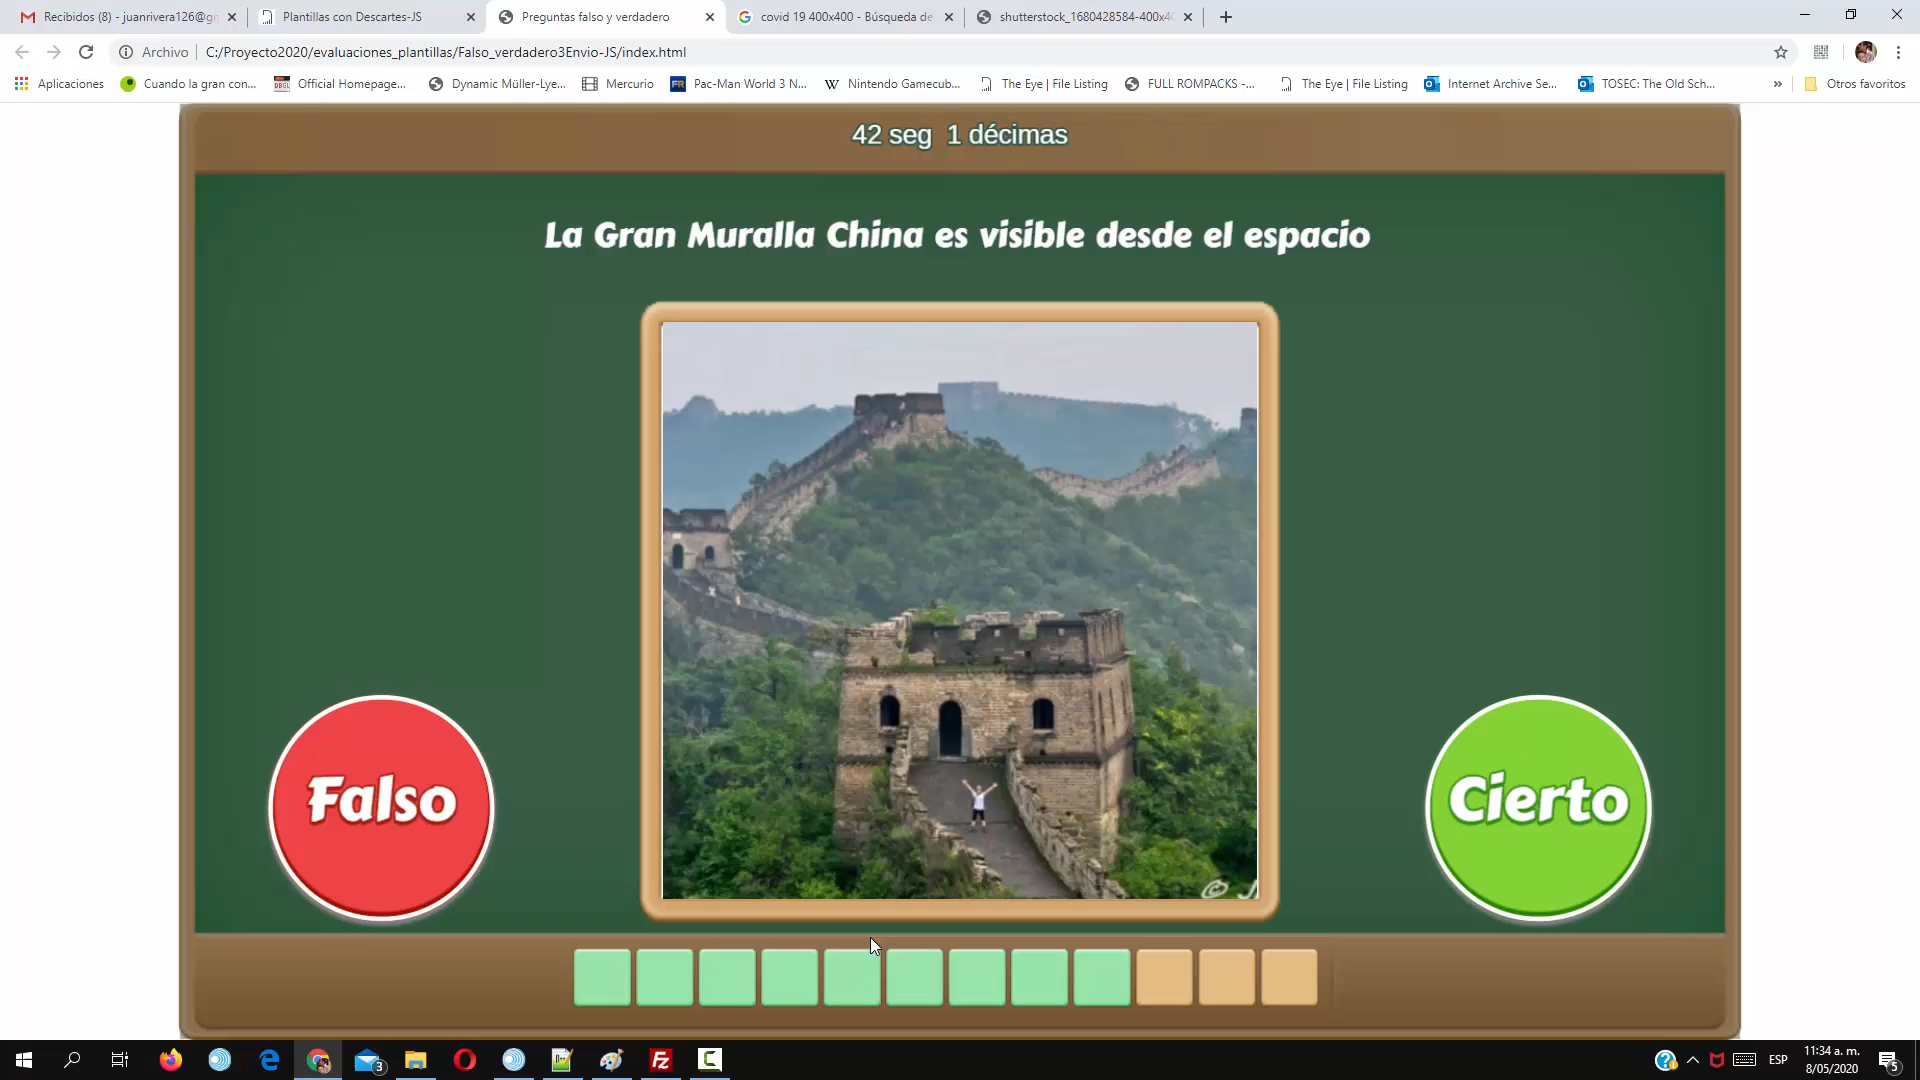 Recibidos (8) - juanrivera126@gr
Plantillas con Descartes-JS
Preguntas falso y verdadero
covid 19 400x400 - Búsqueda de
shutterstock_1680428584-400x4
Archivo
C:/Proyecto2020/evaluaciones_plantillas/Falso_verdadero3Envio-JS/index.html
Aplicaciones
Cuando la gran con...
Official Homepage...
Dynamic Müller-Lye...
Mercurio
Pac-Man World 3 N...
Nintendo Gamecub...
The Eye | File Listing
FULL ROMPACKS -...
The Eye | File Listing
Internet Archive Se...
TOSEC: The Old Sch...
»
Otros favoritos
42 seg 1 décimas
La Gran Muralla China es visible desde el espacio
Falso
Cierto
©
3
ESP
11:34 a. m.
8/05/2020
5